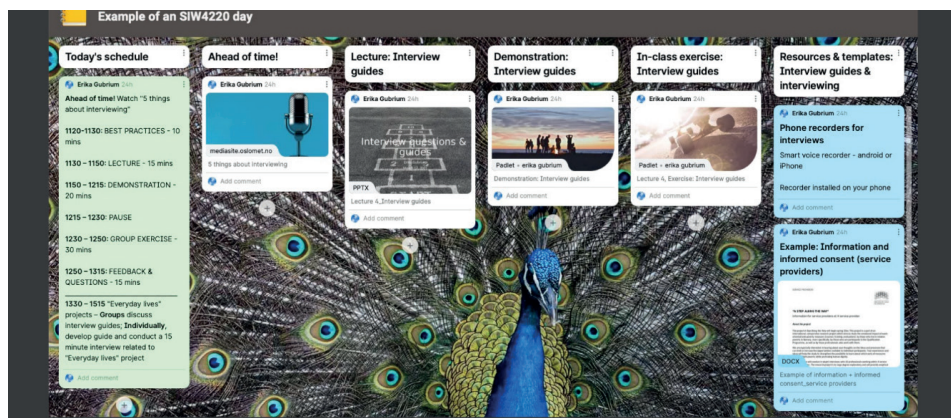 Example of an SIW4220 day
Today's schedule
Erika Gubrium 24h
Ahead of time! Watch "5 things
about interviewing"
1120-1130: BEST PRACTICES - 10
mins
1130 – 1150: LECTURE - 15 mins
1150 – 1215: DEMONSTRATION -
20 mins
1215 – 1230: PAUSE
1230 – 1250: GROUP EXERCISE -
30 mins
1250 – 1315: FEEDBACK &
QUESTIONS - 15 mins
1330 – 1515 "Everyday lives"
projects – Groups discuss
interview guides; Individually,
develop guide and conduct a 15
minute interview related to
"Everyday lives" project
Add comment
Ahead of time!
Erika Gubrium 24h
mediasite.oslomet.no
5 things about interviewing
Add comment
Lecture: Interview
guides
Erika Gubrium 24h
Interview questions &
guides
PPTX
Lecture 4_Interview guides
Add comment
Demonstration:
Interview guides
Erika Gubrium 24h
Padlet - erika gubrium
Demonstration: Interview guides
Add comment
In-class exercise:
Interview guides
Erika Gubrium 24h
Padlet - erika gubrium
Lecture 4, Exercise: Interview guides
Add comment
Resources & templates:
Interview guides &
interviewing
Erika Gubrium 24h
Phone recorders for
interviews
Smart voice recorder - android or
iPhone
Recorder installed on your phone
Add comment
Erika Gubrium 24h
Example: Information and
informed consent (service
providers)
DOCX
Example of information + informed
consent_service providers
Add comment